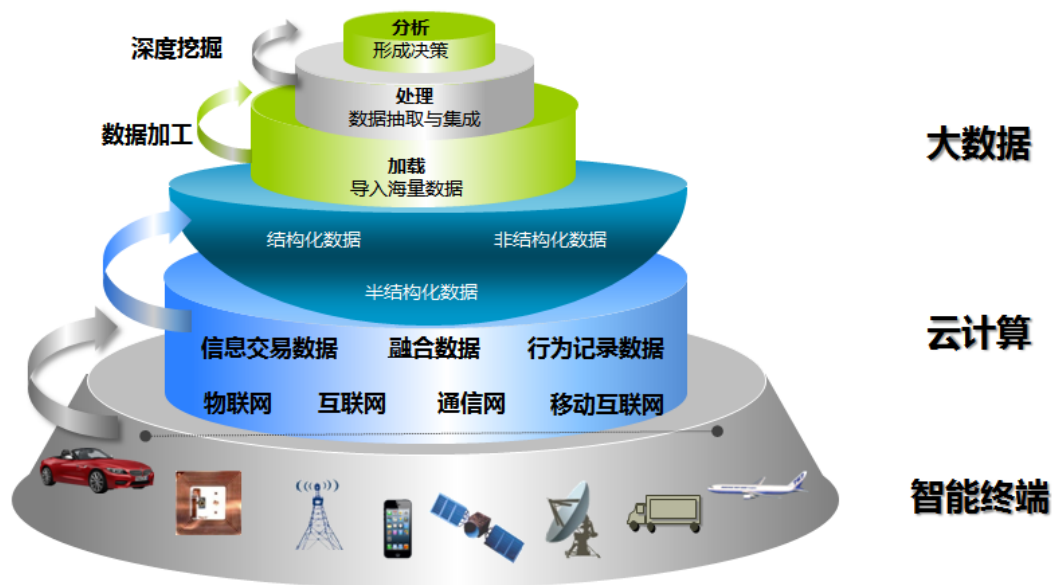 分析
形成决策
深度挖掘
处理
数据抽取与集成
数据加工
大数据
加载
导入海量数据
结构化数据 非结构化数据
半结构化数据
云计算
信息交易数据 融合数据 行为记录数据
物联网 互联网 通信网 移动互联网
智能终端